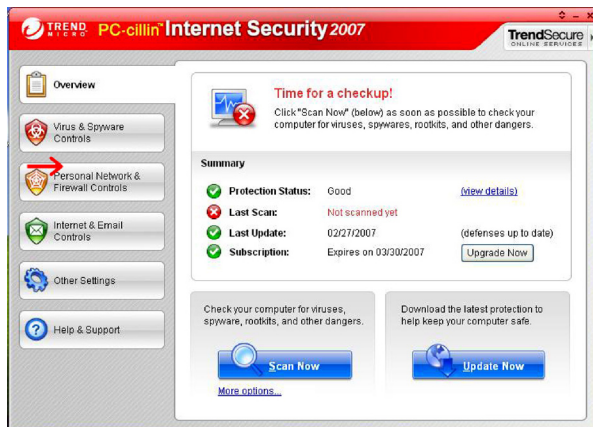 TREND MICRO PC-cillin™ Internet Security 2007
TrendSecure
ONLINE SERVICES
Overview
Virus & Spyware
Controls
Personal Network &
Firewall Controls
Internet & Email
Controls
Other Settings
Help & Support
Time for a checkup!
Click "Scan Now" (below) as soon as possible to check your
computer for viruses, spywares, rootkits, and other dangers.
Summary
Protection Status: Good (view details)
Last Scan: Not scanned yet
Last Update: 02/27/2007 (defenses up to date)
Subscription: Expires on 03/30/2007 Upgrade Now
Check your computer for viruses,
spyware, rootkits, and other dangers.
Scan Now
More options...
Download the latest protection to
help keep your computer safe.
Update Now